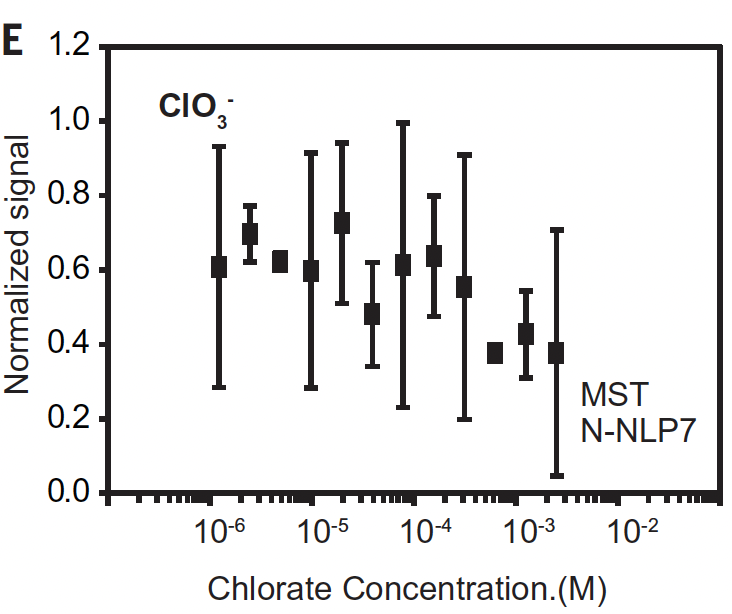 E
1.2
1.0
0.8
0.6
0.4
0.2
0.0
Normalized signal
ClO₃⁻
MST
N-NLP7
10⁻⁶ 10⁻⁵ 10⁻⁴ 10⁻³ 10⁻²
Chlorate Concentration.(M)